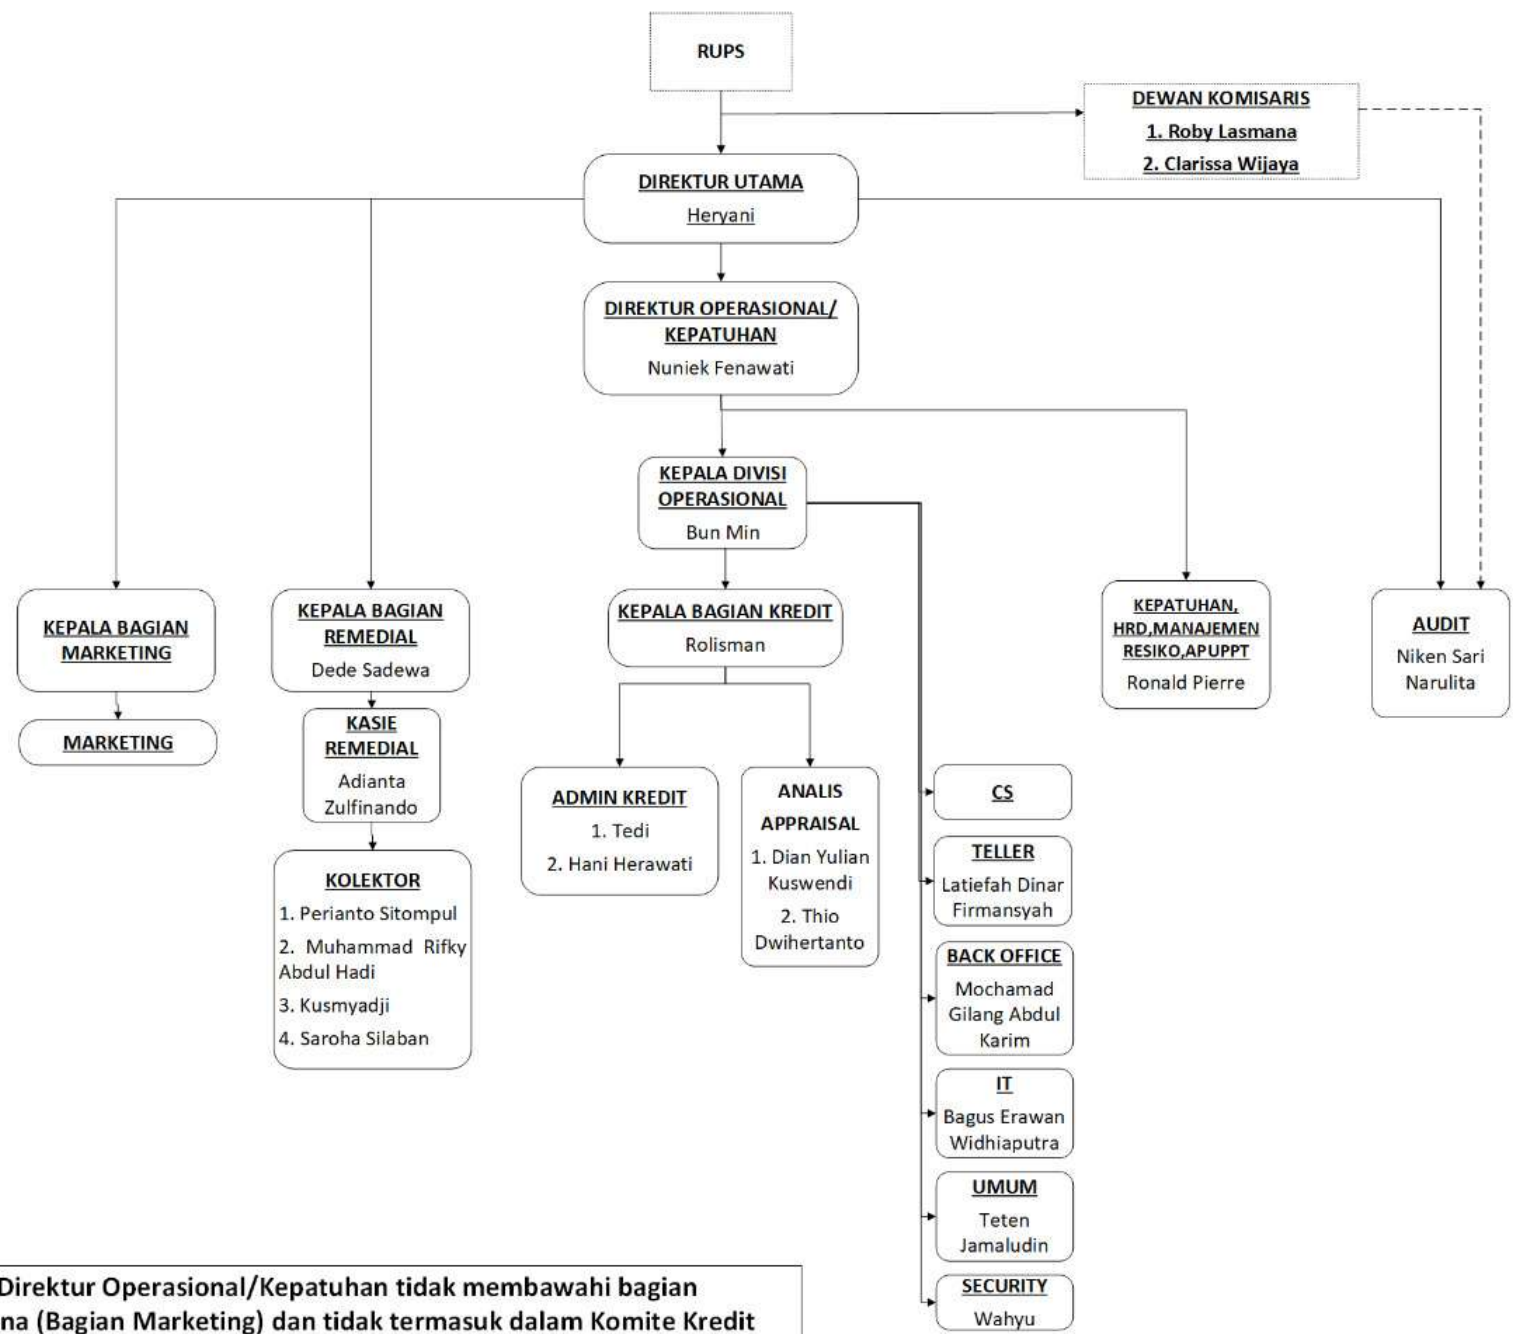 RUPS
DEWAN KOMISARIS
1. Roby Lasmana
2. Clarissa Wijaya
DIREKTUR UTAMA
Heryani
DIREKTUR OPERASIONAL/
KEPATUHAN
Nuniek Fenawati
KEPALA DIVISI
OPERASIONAL
Bun Min
KEPALA BAGIAN
MARKETING
MARKETING
KEPALA BAGIAN
REMEDIAL
Dede Sadewa
KASIE
REMEDIAL
Adianta
Zulfinando
KOLEKTOR
1. Perianto Sitompul
2. Muhammad Rifky
Abdul Hadi
3. Kusmyadji
4. Saroha Silaban
KEPALA BAGIAN KREDIT
Rolisman
ADMIN KREDIT
1. Tedi
2. Hani Herawati
ANALIS
APPRAISAL
1. Dian Yulian
Kuswendi
2. Thio
Dwihertanto
KEPATUHAN,
HRD,MANAJEMEN
RESIKO,APUPPT
Ronald Pierre
AUDIT
Niken Sari
Narulita
CS
TELLER
Latiefah Dinar
Firmansyah
BACK OFFICE
Mochamad
Gilang Abdul
Karim
IT
Bagus Erawan
Widhiaputra
UMUM
Teten
Jamaludin
SECURITY
Wahyu
Direktur Operasional/Kepatuhan tidak membawahi bagian
na (Bagian Marketing) dan tidak termasuk dalam Komite Kredit